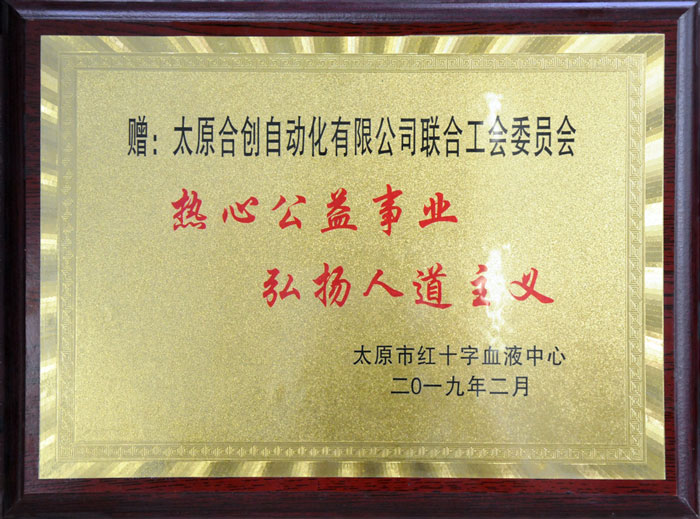 赠：太原合创自动化有限公司联合工会委员会
热心公益事业
弘扬人道主义
太原市红十字血液中心
二0一九年二月